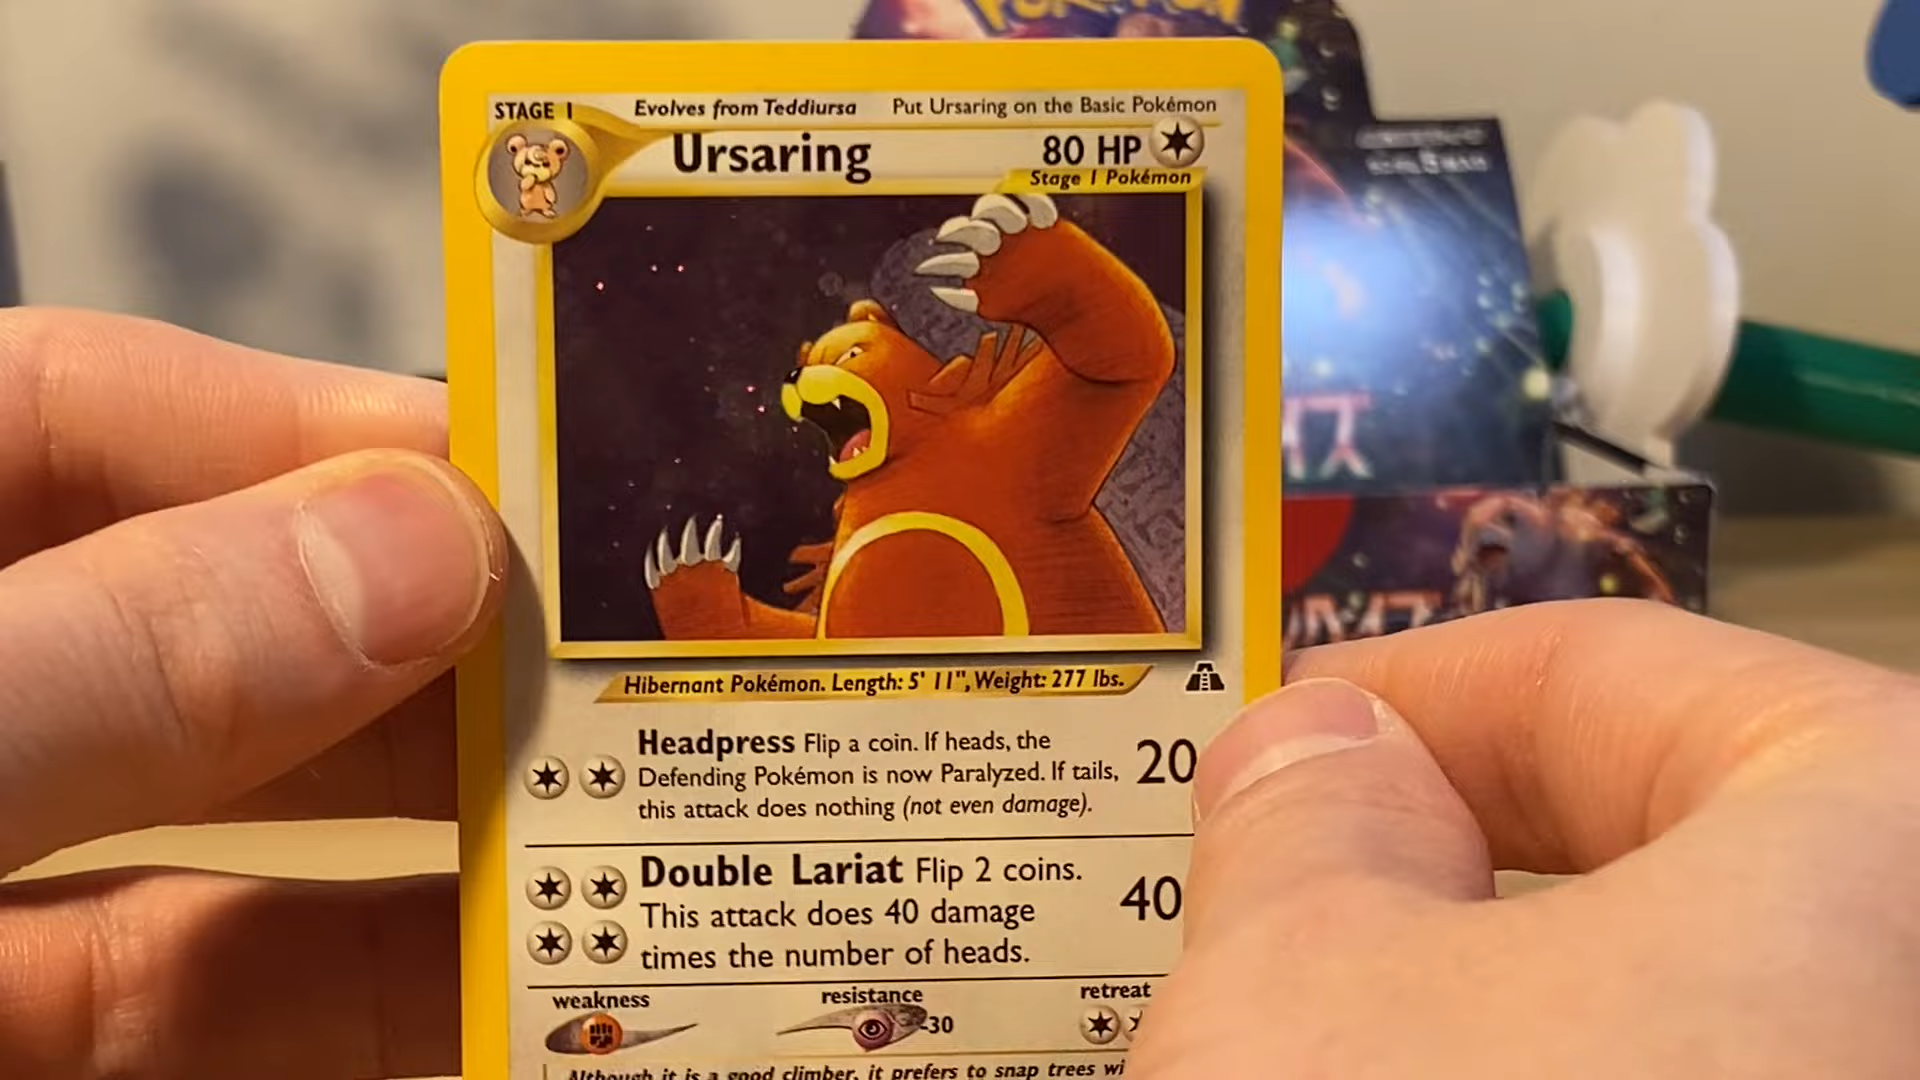 POKÉMON
STAGE 1
Evolves from Teddiursa
Put Ursaring on the Basic Pokémon
Ursaring
80 HP
Stage 1 Pokémon
Hibernant Pokémon. Length: 5' 11", Weight: 277 lbs.
Headpress Flip a coin. If heads, the
Defending Pokémon is now Paralyzed. If tails,
this attack does nothing (not even damage).
20
Double Lariat Flip 2 coins.
This attack does 40 damage
times the number of heads.
40
weakness
resistance
retreat
-30
Although it is a good climber, it prefers to snap trees